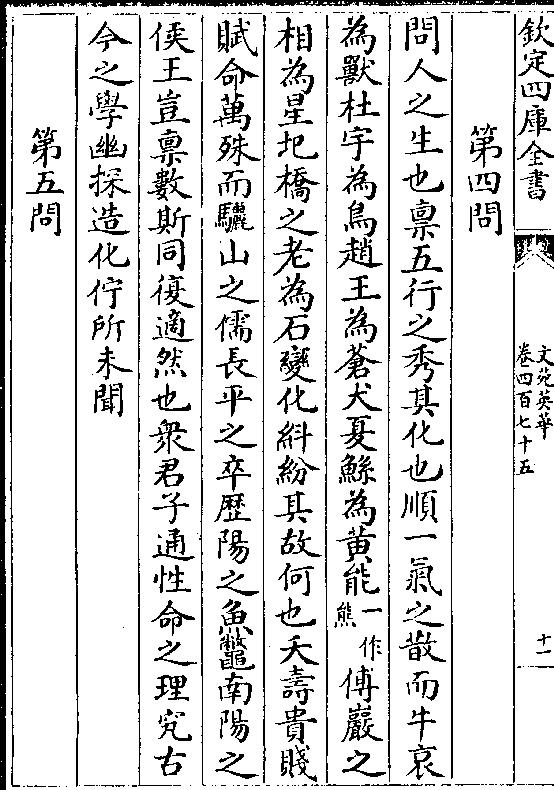 欽定四庫全書
文苑英華
卷四百七十五
十一
第四問
問人之生也禀五行之秀其化也順一氣之散而牛哀
為獸杜宇為鳥趙王為蒼犬夏鯀為黄能一作熊傅巖之
相為星圯橋之老為石變化紏紛其故何也夭壽貴賤
賦命萬殊而驪山之儒長平之卒歴陽之魚鼈南陽之
侯王豈禀數斯同復適然也衆君子通性命之理究古
今之學幽探造化佇所未聞
第五問